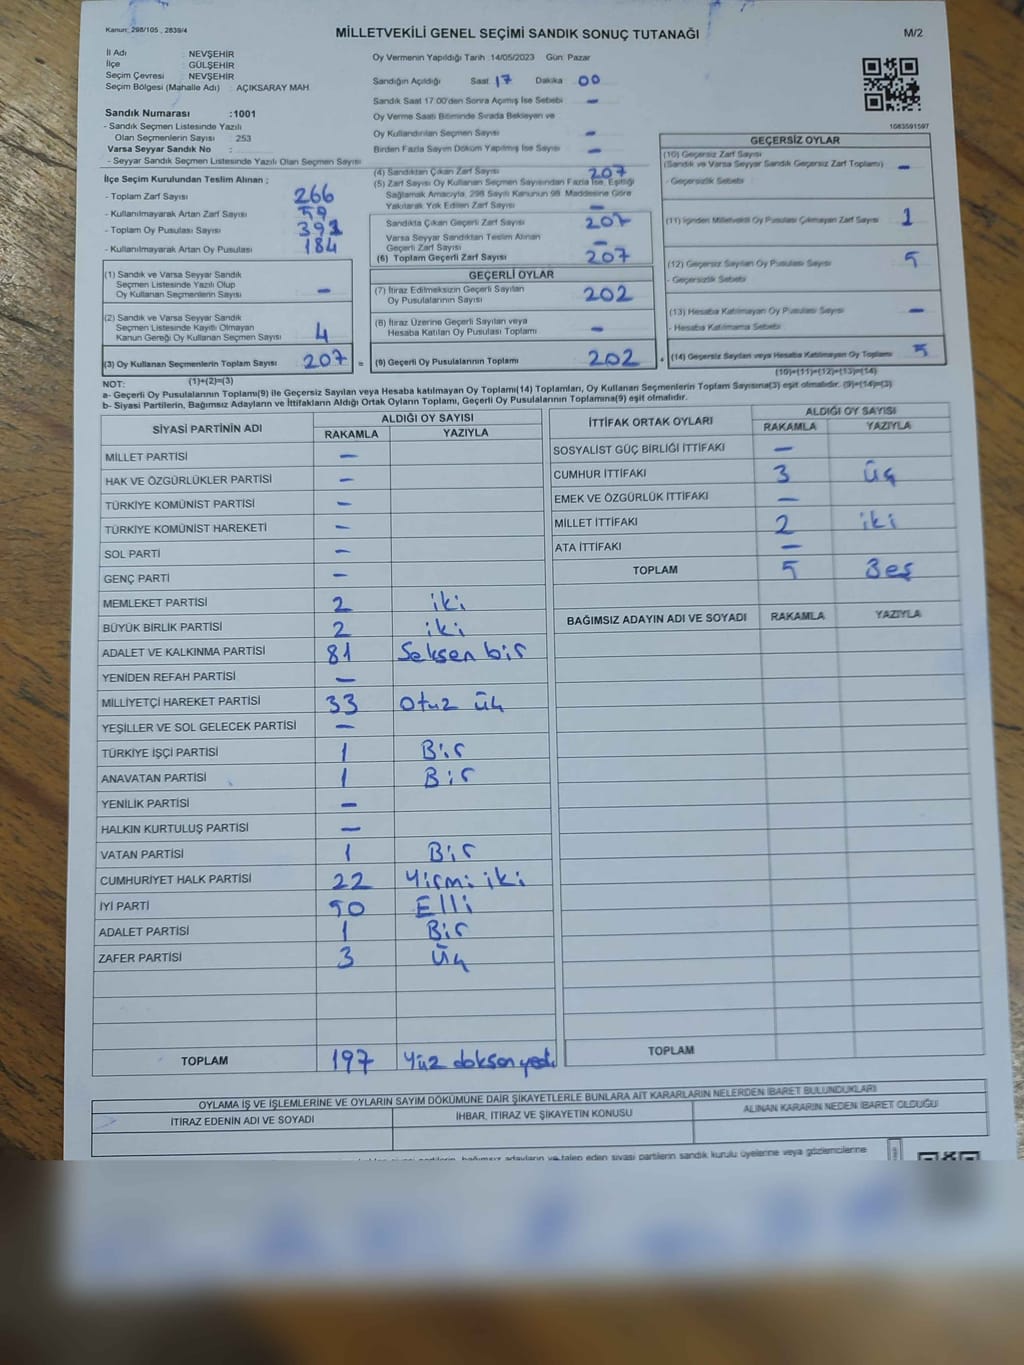 Kanun: 298/105 , 2839/4
MİLLETVEKİLİ GENEL SEÇİMİ SANDIK SONUÇ TUTANAĞI
M/2
İl Adı NEVŞEHİR
İlçe GÜLŞEHİR
Seçim Çevresi NEVŞEHİR
Seçim Bölgesi (Mahalle Adı) : AÇIKSARAY MAH.
Sandık Numarası :1001
- Sandık Seçmen Listesinde Yazılı
Olan Seçmenlerin Sayısı : 253
Varsa Seyyar Sandık No :
- Seyyar Sandık Seçmen Listesinde Yazılı Olan Seçmen Sayısı
İlçe Seçim Kurulundan Teslim Alınan ;
- Toplam Zarf Sayısı 266
- Kullanılmayarak Artan Zarf Sayısı 59
- Toplam Oy Pusulası Sayısı 391
- Kullanılmayarak Artan Oy Pusulası 184
(1) Sandık ve Varsa Seyyar Sandık
Seçmen Listesinde Yazılı Olup
Oy Kullanan Seçmenlerin Sayısı -
(2) Sandık ve Varsa Seyyar Sandık
Seçmen Listesinde Kayıtlı Olmayan
Kanun Gereği Oy Kullanan Seçmen Sayısı 4
(3) Oy Kullanan Seçmenlerin Toplam Sayısı 207 =
(1)+(2)=(3)
Oy Vermenin Yapıldığı Tarih :14/05/2023 Gün: Pazar
Sandığın Açıldığı Saat 17 Dakika 00
Sandık Saat 17.00'den Sonra Açılmış İse Sebebi -
Oy Verme Saati Bitiminde Sırada Bekleyen ve
Oy Kullandırılan Seçmen Sayısı -
Birden Fazla Sayım Döküm Yapılmış İse Sayısı -
(4) Sandıktan Çıkan Zarf Sayısı 207
(5) Zarf Sayısı Oy Kullanan Seçmen Sayısından Fazla İse, Eşitliği
Sağlamak Amacıyla, 298 Sayılı Kanunun 98. Maddesine Göre
Yakılarak Yok Edilen Zarf Sayısı -
Sandıkta Çıkan Geçerli Zarf Sayısı 207
Varsa Seyyar Sandıktan Teslim Alınan
Geçerli Zarf Sayısı -
(6) Toplam Geçerli Zarf Sayısı 207
GEÇERLİ OYLAR
(7) İtiraz Edilmeksizin Geçerli Sayılan
Oy Pusulalarının Sayısı 202
(8) İtiraz Üzerine Geçerli Sayılan veya
Hesaba Katılan Oy Pusulası Toplamı -
(9) Geçerli Oy Pusulalarının Toplamı 202 +
1083591597
GEÇERSİZ OYLAR
(10) Geçersiz Zarf Sayısı
(Sandık ve Varsa Seyyar Sandık Geçersiz Zarf Toplamı) -
- Geçersizlik Sebebi
(11) İçinden Milletvekili Oy Pusulası Çıkmayan Zarf Sayısı 1
(12) Geçersiz Sayılan Oy Pusulası Sayısı 5
- Geçersizlik Sebebi
(13) Hesaba Katılmayan Oy Pusulası Sayısı -
- Hesaba Katılmama Sebebi
(14) Geçersiz Sayılan veya Hesaba Katılmayan Oy Toplamı 5
(10)+(11)+(12)+(13)=(14)
NOT:
a- Geçerli Oy Pusulalarının Toplamı(9) ile Geçersiz Sayılan veya Hesaba katılmayan Oy Toplamı(14) Toplamları, Oy Kullanan Seçmenlerin Toplam Sayısına(3) eşit olmalıdır. (9)+(14)=(3)
b- Siyasi Partilerin, Bağımsız Adayların ve İttifakların Aldığı Ortak Oyların Toplamı, Geçerli Oy Pusulalarının Toplamına(9) eşit olmalıdır.
SİYASİ PARTİNİN ADI ALDIĞI OY SAYISI
RAKAMLA YAZIYLA
MİLLET PARTİSİ -
HAK VE ÖZGÜRLÜKLER PARTİSİ -
TÜRKİYE KOMÜNİST PARTİSİ -
TÜRKİYE KOMÜNİST HAREKETİ -
SOL PARTİ -
GENÇ PARTİ -
MEMLEKET PARTİSİ 2 iki
BÜYÜK BİRLİK PARTİSİ 2 iki
ADALET VE KALKINMA PARTİSİ 81 Seksen bir
YENİDEN REFAH PARTİSİ -
MİLLİYETÇİ HAREKET PARTİSİ 33 Otuz üç
YEŞİLLER VE SOL GELECEK PARTİSİ -
TÜRKİYE İŞÇİ PARTİSİ 1 Bir
ANAVATAN PARTİSİ 1 Bir
YENİLİK PARTİSİ -
HALKIN KURTULUŞ PARTİSİ -
VATAN PARTİSİ 1 Bir
CUMHURİYET HALK PARTİSİ 22 Yirmi iki
İYİ PARTİ 50 Elli
ADALET PARTİSİ 1 Bir
ZAFER PARTİSİ 3 Üç
TOPLAM 197 Yüz doksan yedi
İTTİFAK ORTAK OYLARI ALDIĞI OY SAYISI
RAKAMLA YAZIYLA
SOSYALİST GÜÇ BİRLİĞİ İTTİFAKI -
CUMHUR İTTİFAKI 3 üç
EMEK VE ÖZGÜRLÜK İTTİFAKI -
MİLLET İTTİFAKI 2 iki
ATA İTTİFAKI -
TOPLAM 5 Beş
BAĞIMSIZ ADAYIN ADI VE SOYADI RAKAMLA YAZIYLA
TOPLAM
OYLAMA İŞ VE İŞLEMLERİNE VE OYLARIN SAYIM DÖKÜMÜNE DAİR ŞİKAYETLERLE BUNLARA AİT KARARLARIN NELERDEN İBARET BULUNDUKLARI
İTİRAZ EDENİN ADI VE SOYADI İHBAR, İTİRAZ VE ŞİKAYETİN KONUSU ALINAN KARARIN NEDEN İBARET OLDUĞU
siyasi partilerin, bağımsız adayların ve talep eden siyasi partilerin sandık kurulu üyelerine veya gözlemcilerine